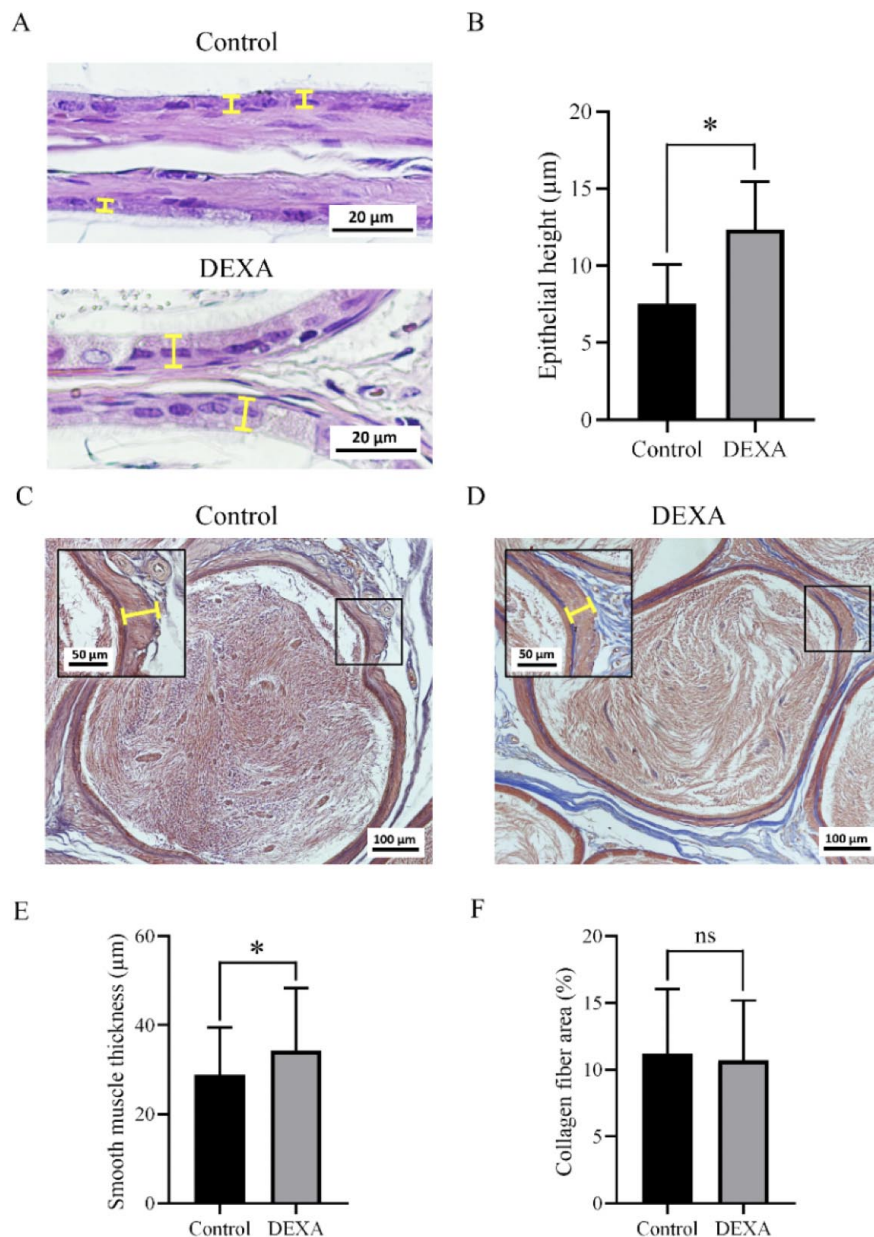 A
Control
20 µm
DEXA
20 µm
B
Epithelial height (µm)
20
15
10
5
0
*
Control
DEXA
C
Control
50 µm
100 µm
D
DEXA
50 µm
100 µm
E
Smooth muscle thickness (µm)
60
40
20
0
*
Control
DEXA
F
Collagen fiber area (%)
20
15
10
5
0
ns
Control
DEXA